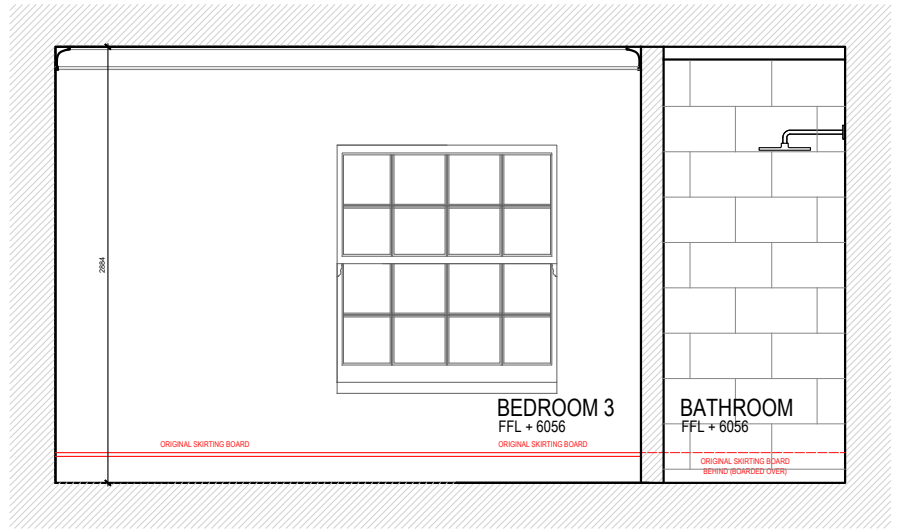 2884
BEDROOM 3
FFL + 6056
BATHROOM
FFL + 6056
ORIGINAL SKIRTING BOARD
ORIGINAL SKIRTING BOARD
ORIGINAL SKIRTING BOARD
BEHIND (BOARDED OVER)